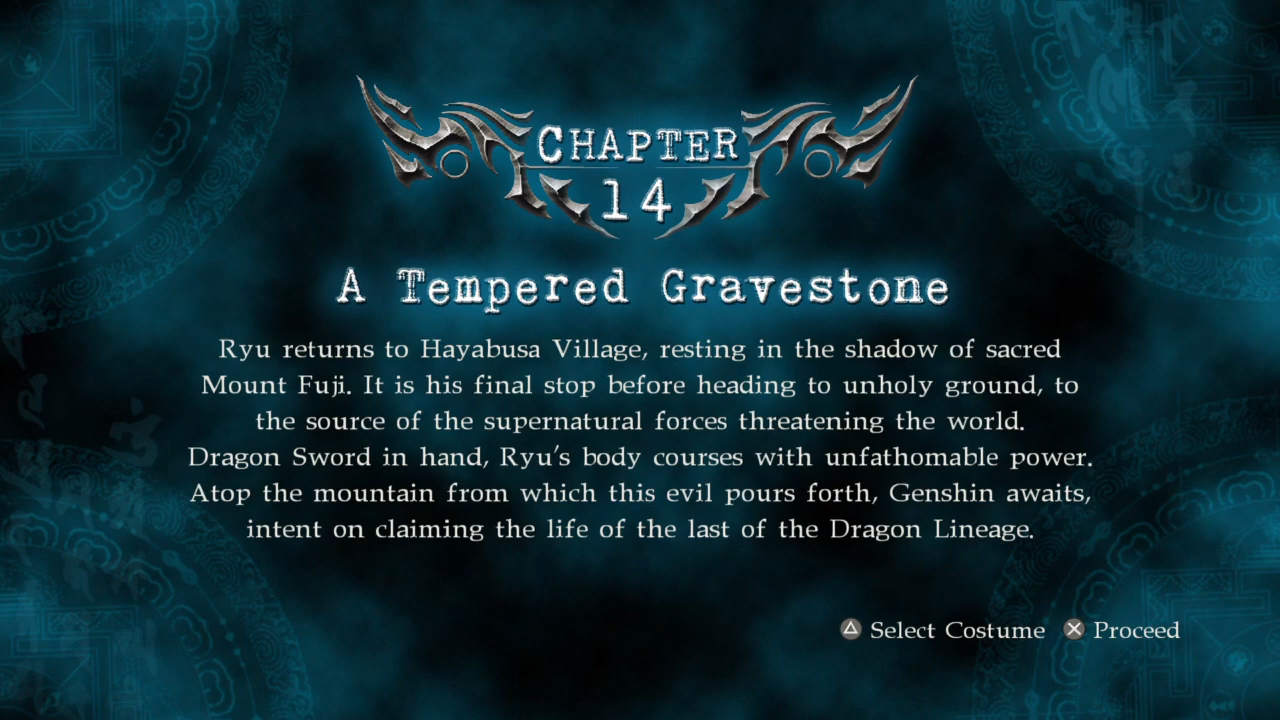 CHAPTER
14
A Tempered Gravestone
Ryu returns to Hayabusa Village, resting in the shadow of sacred
Mount Fuji. It is his final stop before heading to unholy ground, to
the source of the supernatural forces threatening the world.
Dragon Sword in hand, Ryu's body courses with unfathomable power.
Atop the mountain from which this evil pours forth, Genshin awaits,
intent on claiming the life of the last of the Dragon Lineage.
Select Costume Proceed